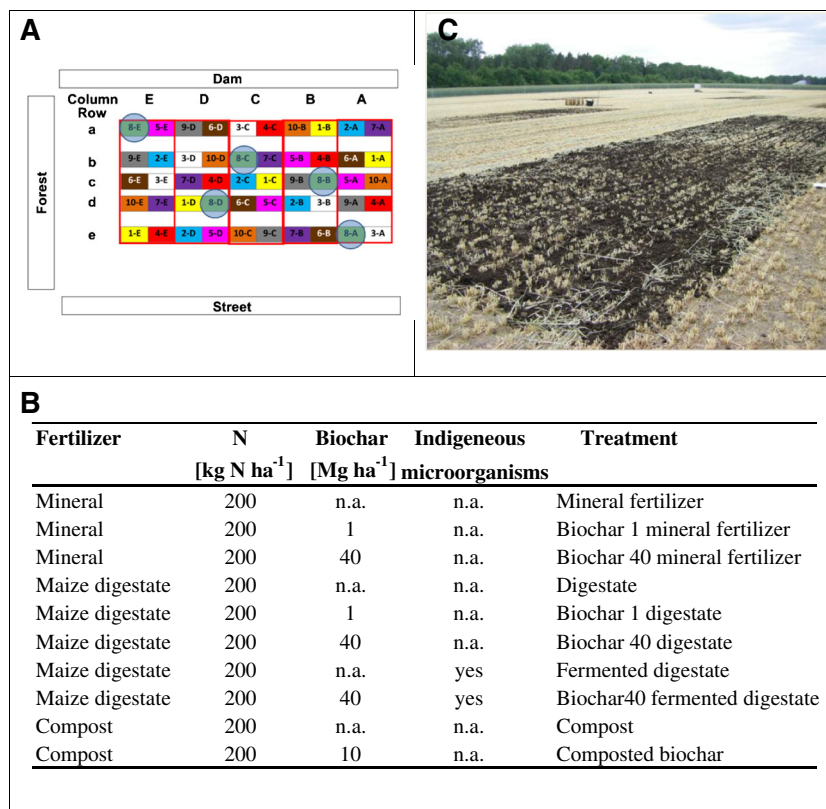 A
Dam
Column E D C B A
Row
a 8-E 5-E 9-D 6-D 3-C 4-C 10-B 1-B 2-A 7-A
b 9-E 2-E 3-D 10-D 8-C 7-C 5-B 4-B 6-A 1-A
c 6-E 3-E 7-D 4-D 2-C 1-C 9-B 8-B 5-A 10-A
d 10-E 7-E 1-D 8-D 6-C 5-C 2-B 3-B 9-A 4-A
e 1-E 4-E 2-D 5-D 10-C 9-C 7-B 6-B 8-A 3-A
Forest
Street
C
B
Fertilizer N Biochar Indigeneous Treatment
[kg N ha⁻¹] [Mg ha⁻¹] microorganisms
Mineral 200 n.a. n.a. Mineral fertilizer
Mineral 200 1 n.a. Biochar 1 mineral fertilizer
Mineral 200 40 n.a. Biochar 40 mineral fertilizer
Maize digestate 200 n.a. n.a. Digestate
Maize digestate 200 1 n.a. Biochar 1 digestate
Maize digestate 200 40 n.a. Biochar 40 digestate
Maize digestate 200 n.a. yes Fermented digestate
Maize digestate 200 40 yes Biochar40 fermented digestate
Compost 200 n.a. n.a. Compost
Compost 200 10 n.a. Composted biochar